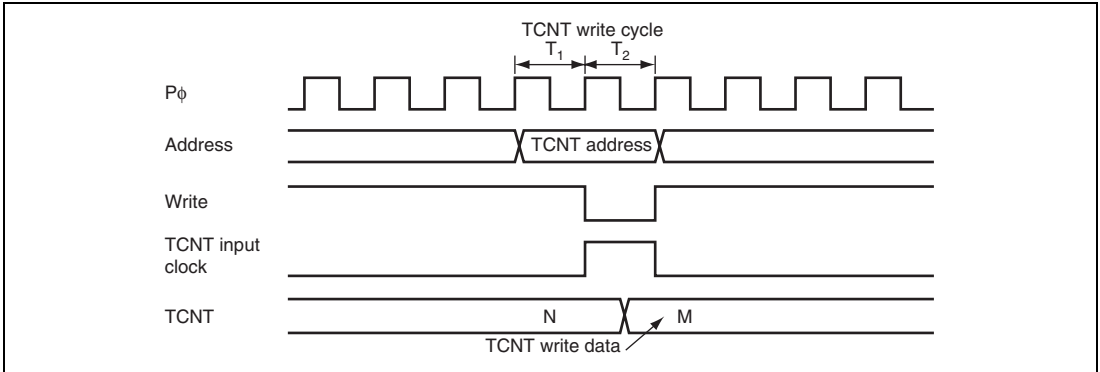 TCNT write cycle
T1 T2
Pφ
Address
TCNT address
Write
TCNT input
clock
TCNT
N
M
TCNT write data